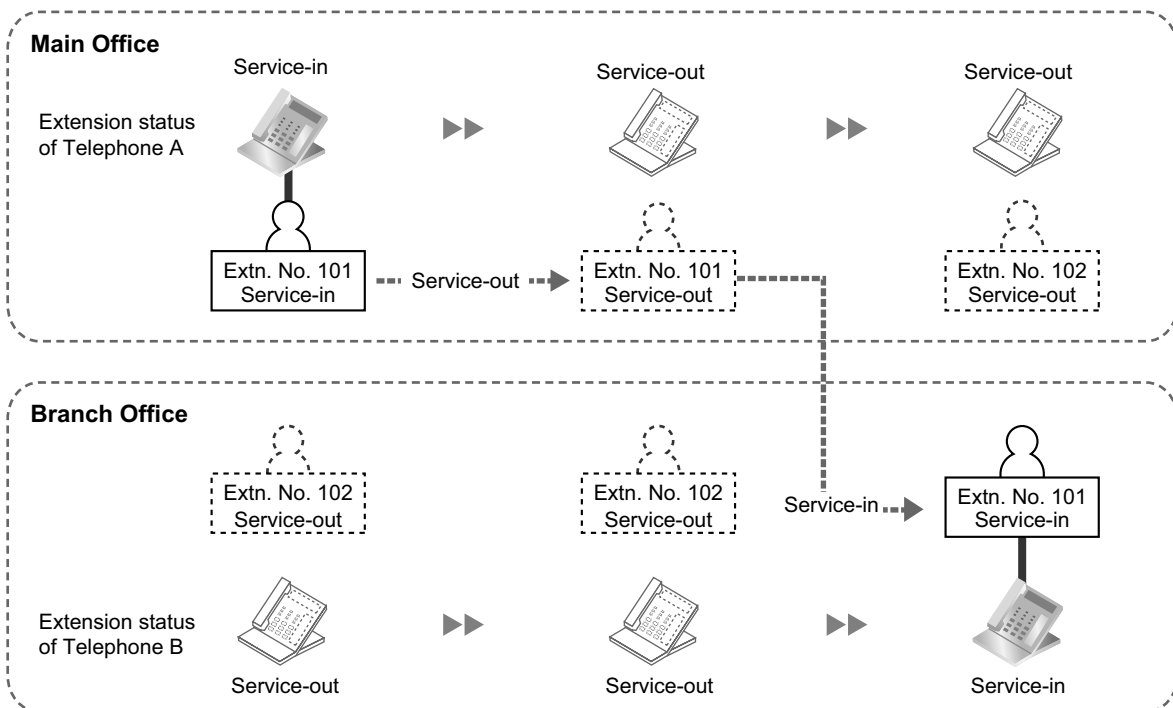 Main Office
Service-in
Service-out
Service-out
Extension status
of Telephone A
Extn. No. 101
Service-in
Service-out
Extn. No. 101
Service-out
Extn. No. 102
Service-out
Branch Office
Extn. No. 102
Service-out
Extn. No. 102
Service-out
Service-in
Extn. No. 101
Service-in
Extension status
of Telephone B
Service-out
Service-out
Service-in